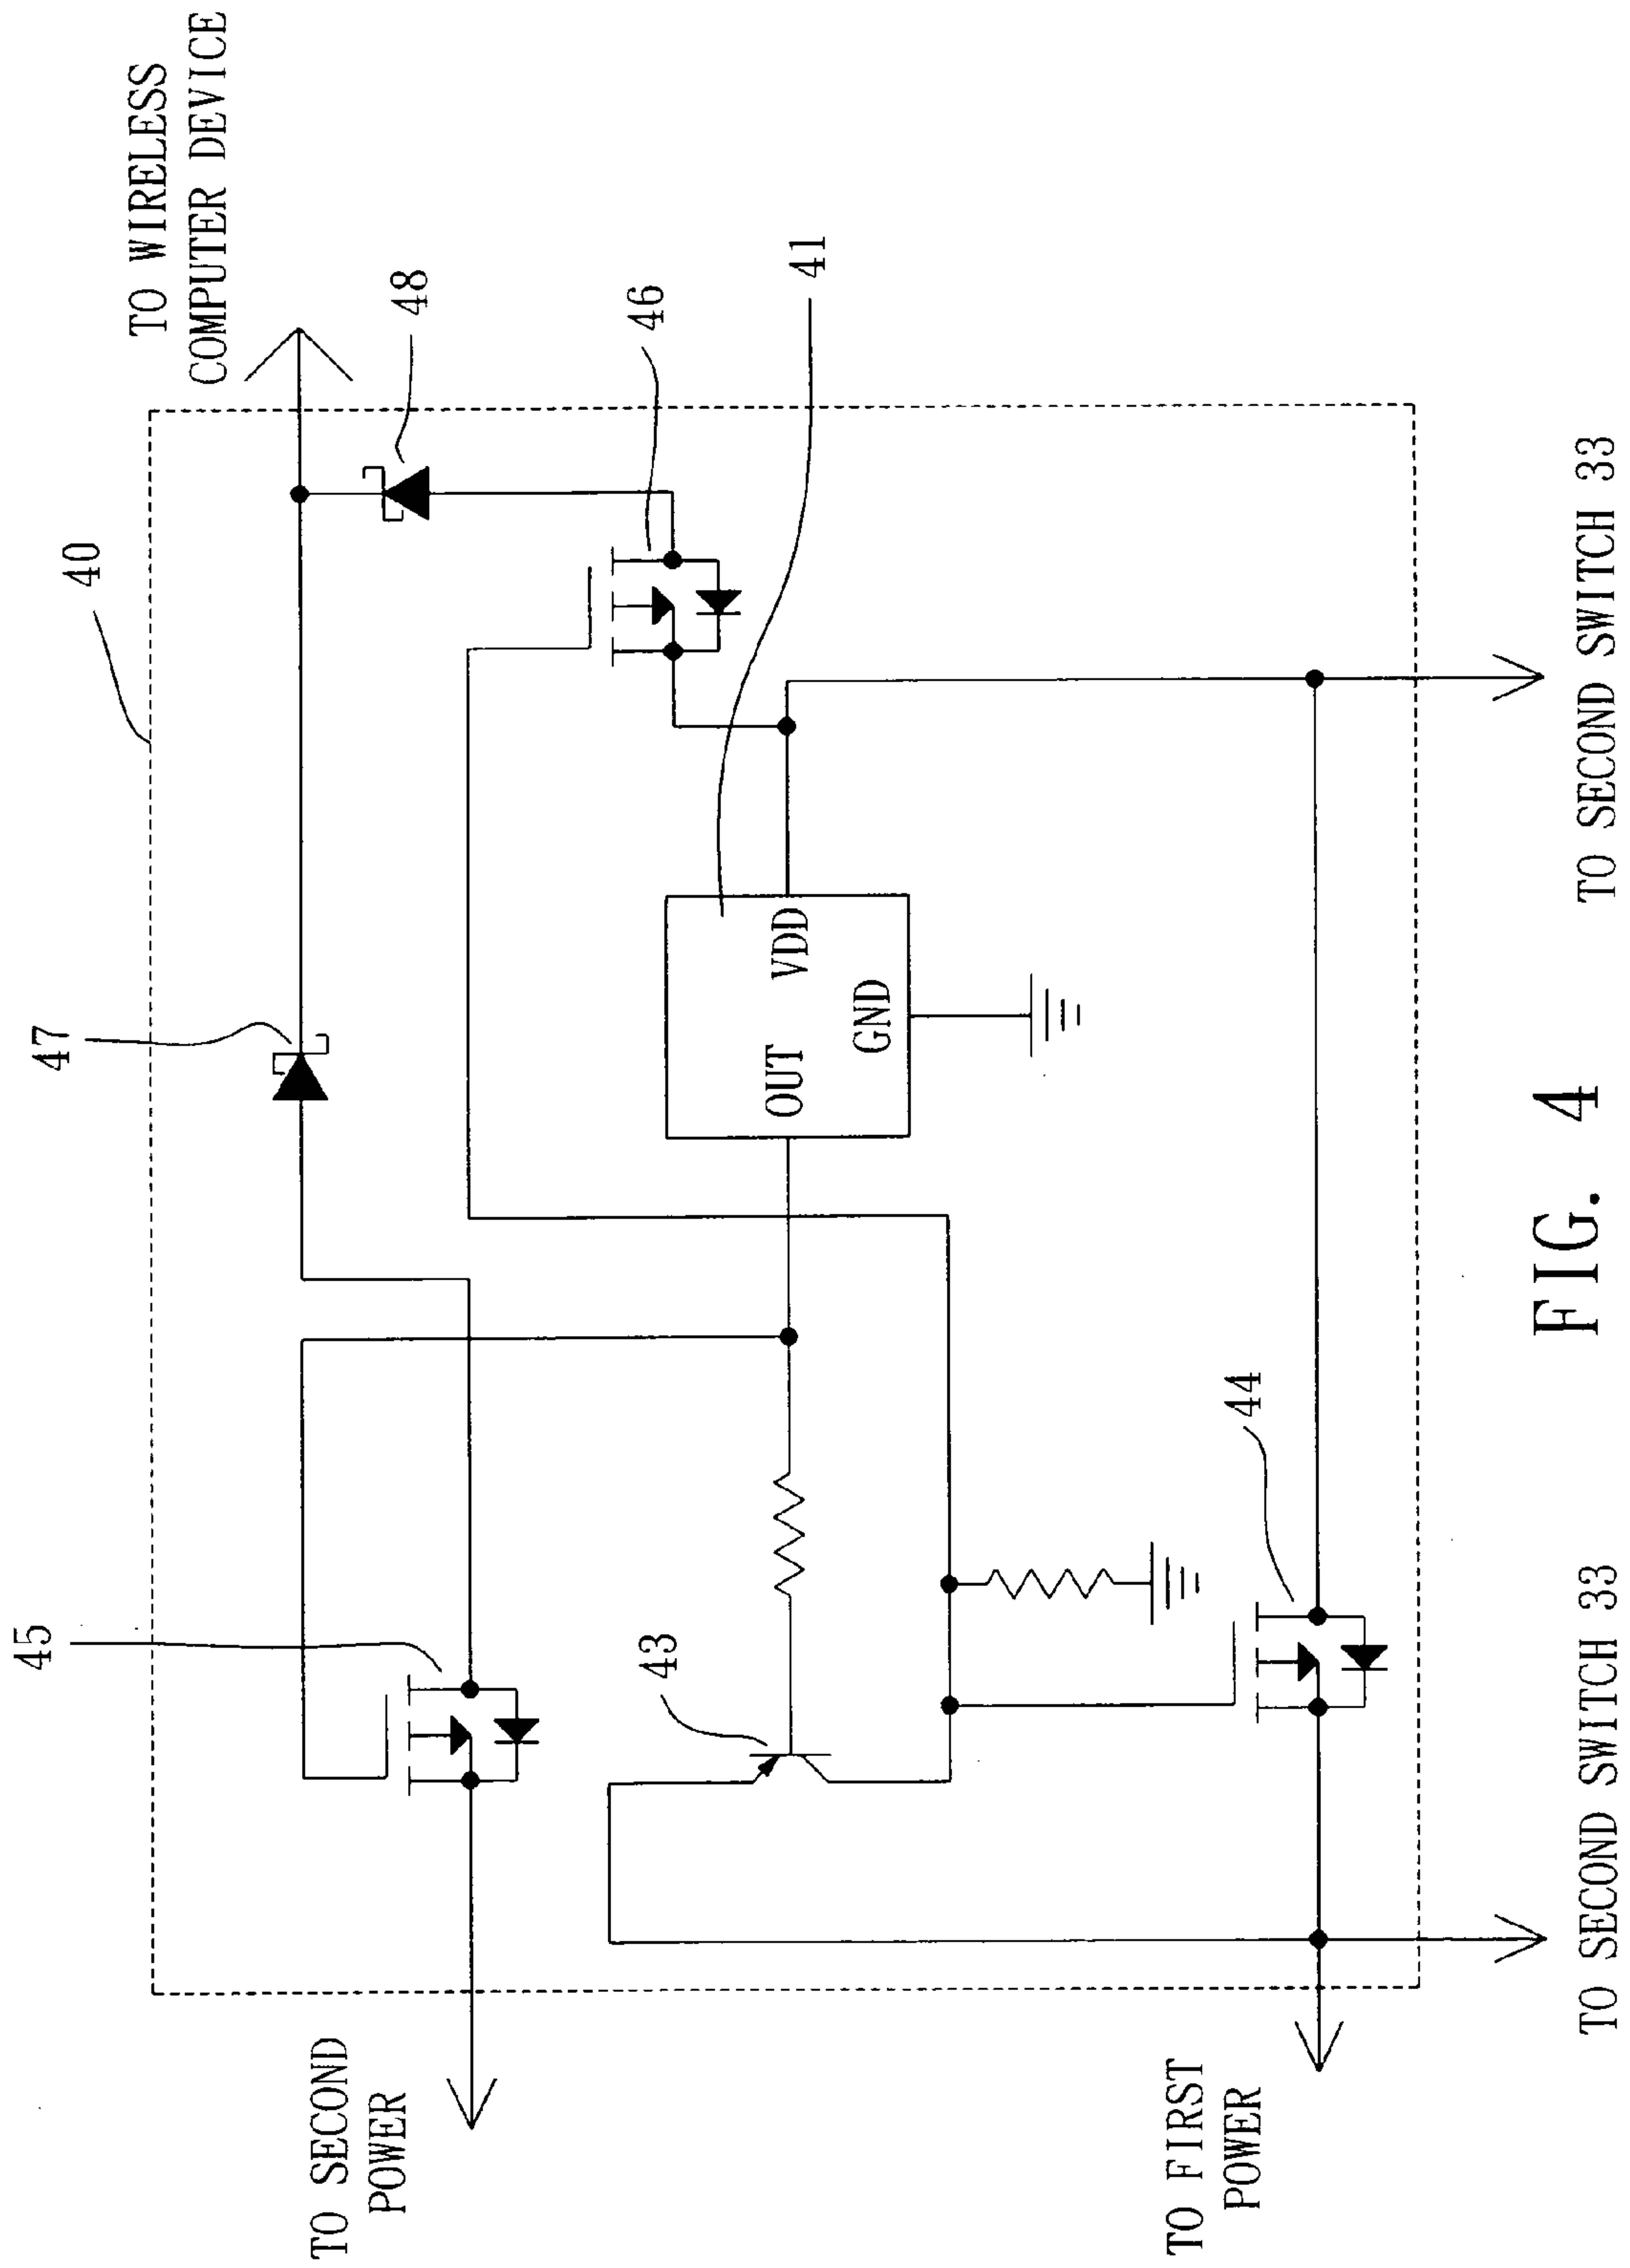 TO WIRELESS
COMPUTER DEVICE
40
47
48
45
46
41
43
OUT
VDD
GND
44
TO SECOND
POWER
TO FIRST
POWER
TO SECOND SWITCH 33
TO SECOND SWITCH 33
FIG. 4